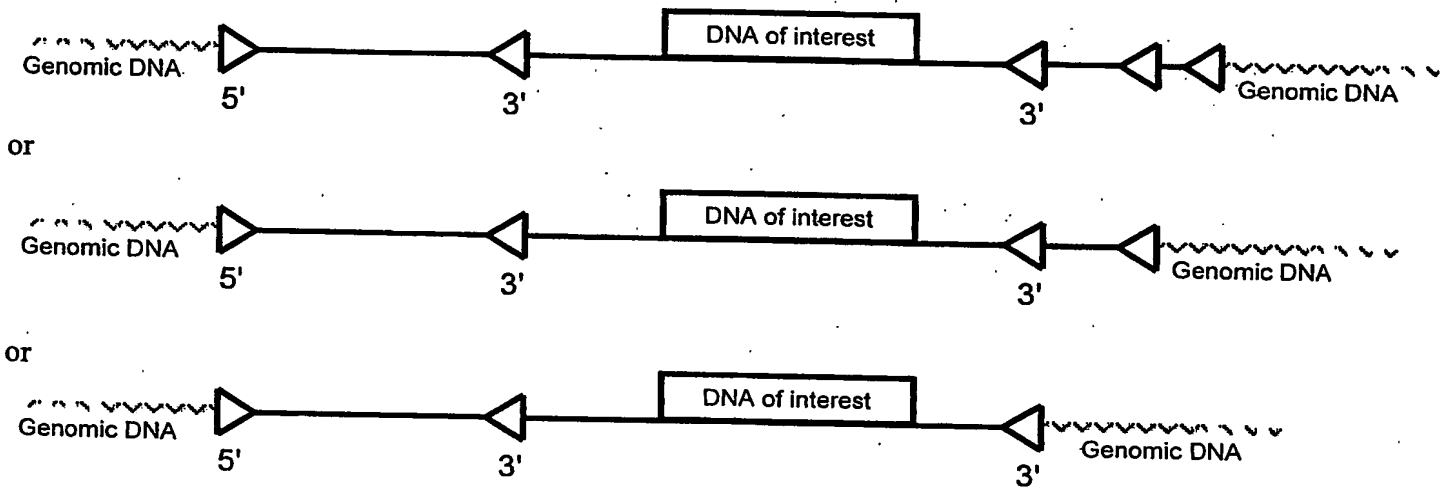 DNA of interest
Genomic DNA
Genomic DNA
5'
3'
3'
or
DNA of interest
Genomic DNA
Genomic DNA
5'
3'
3'
or
DNA of interest
Genomic DNA
Genomic DNA
5'
3'
3'